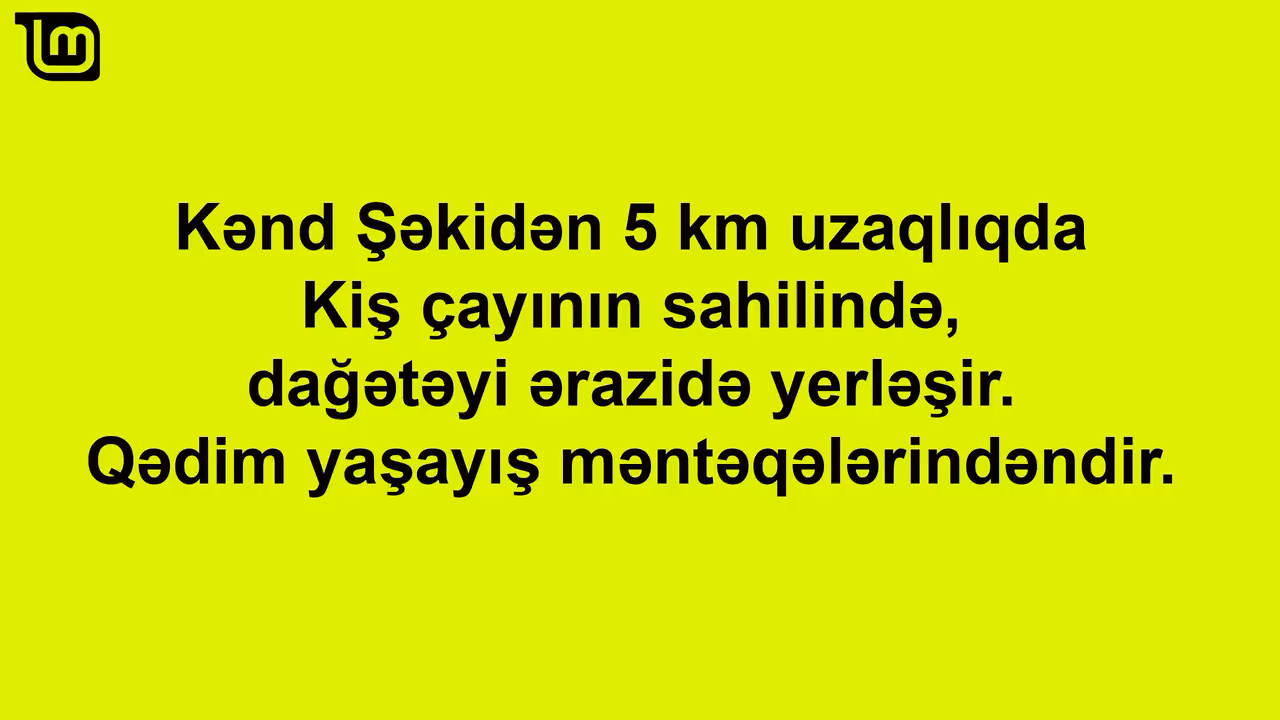 Kənd Şəkidən 5 km uzaqlıqda
Kiş çayının sahilində,
dağətəyi ərazidə yerləşir.
Qədim yaşayış məntəqələrindəndir.